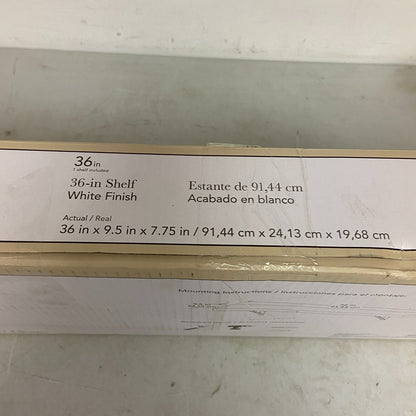 36 in
1 shelf included
36-in Shelf
White Finish
Estante de 91,44 cm
Acabado en blanco
Actual / Real
36 in x 9.5 in x 7.75 in / 91,44 cm x 24,13 cm x 19,68 cm
Mounting Instructions / Instrucciones para el montaje: